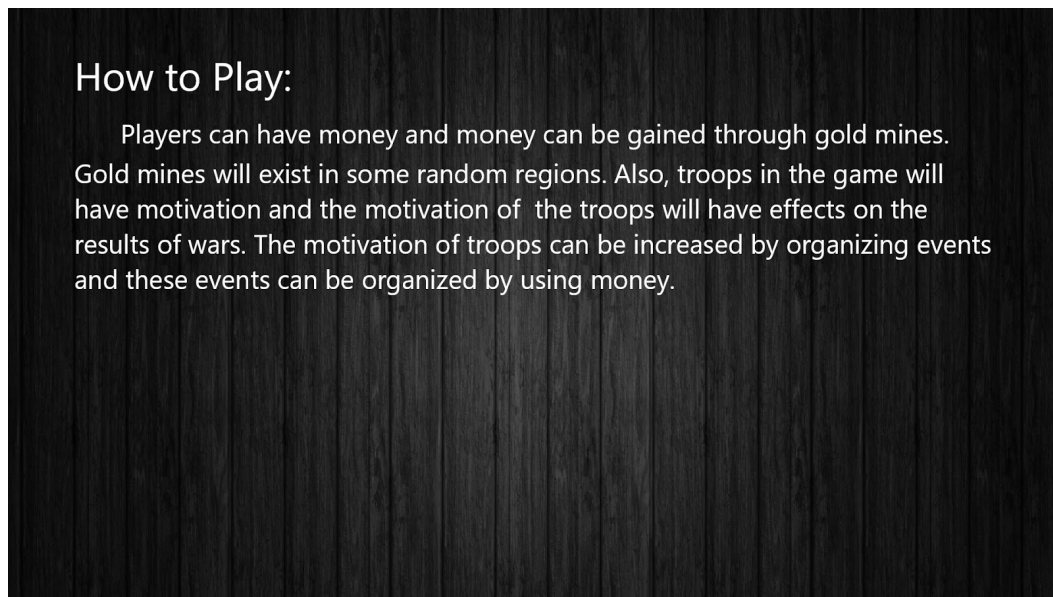 How to Play:
Players can have money and money can be gained through gold mines.
Gold mines will exist in some random regions. Also, troops in the game will
have motivation and the motivation of  the troops will have effects on the
results of wars. The motivation of troops can be increased by organizing events
and these events can be organized by using money.